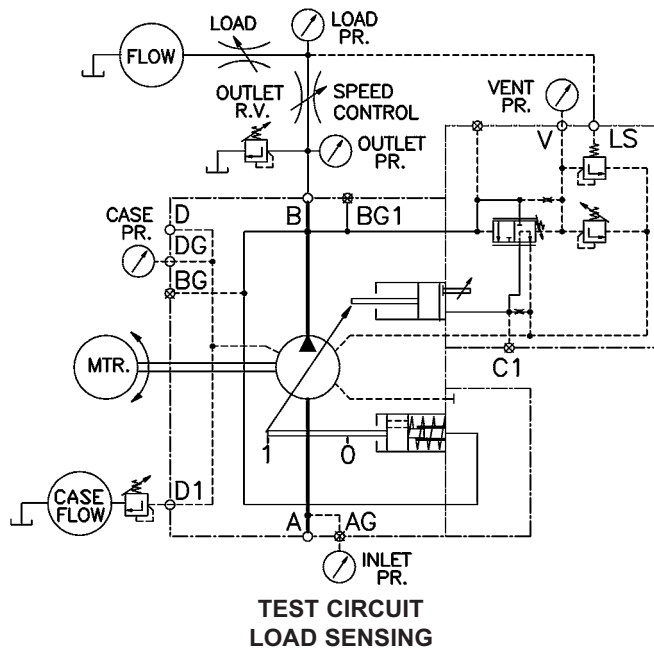 LOAD
LOAD
PR.
FLOW
OUTLET
R.V.
SPEED
CONTROL
VENT
PR.
OUTLET
PR.
V
LS
CASE
PR.
D
DG
BG
B
BG1
MTR.
C1
1
0
CASE
FLOW
D1
A
AG
INLET
PR.
TEST CIRCUIT
LOAD SENSING